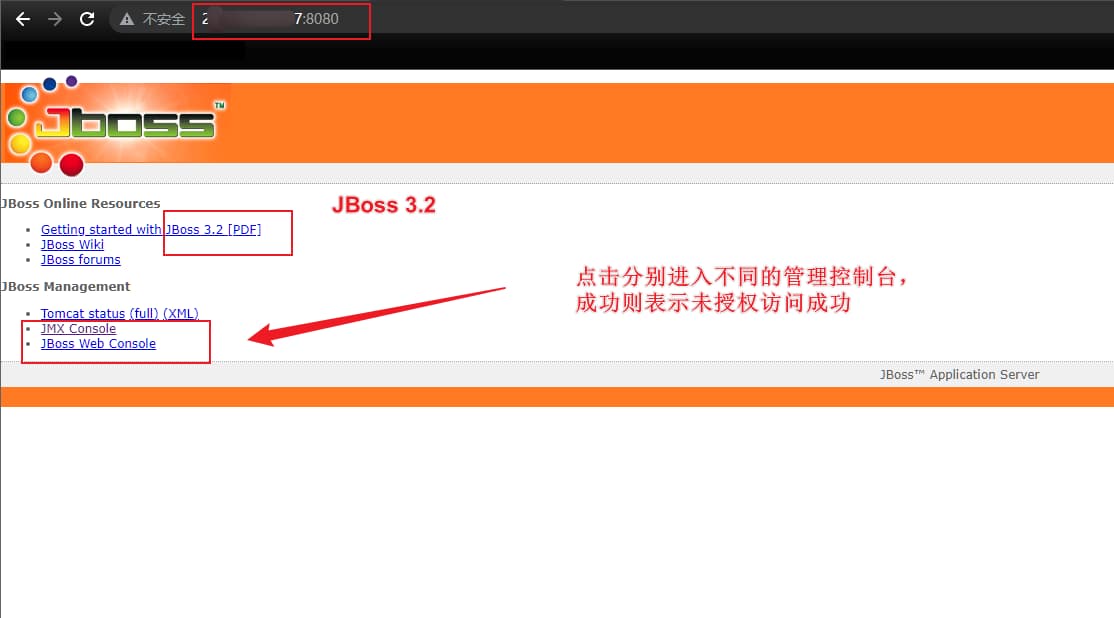 不安全 2 7:8080
Jboss TM
JBoss Online Resources
JBoss 3.2
Getting started with JBoss 3.2 [PDF]
JBoss Wiki
JBoss forums
点击分别进入不同的管理控制台，
成功则表示未授权访问成功
JBoss Management
Tomcat status (full) (XML)
JMX Console
JBoss Web Console
JBoss™ Application Server